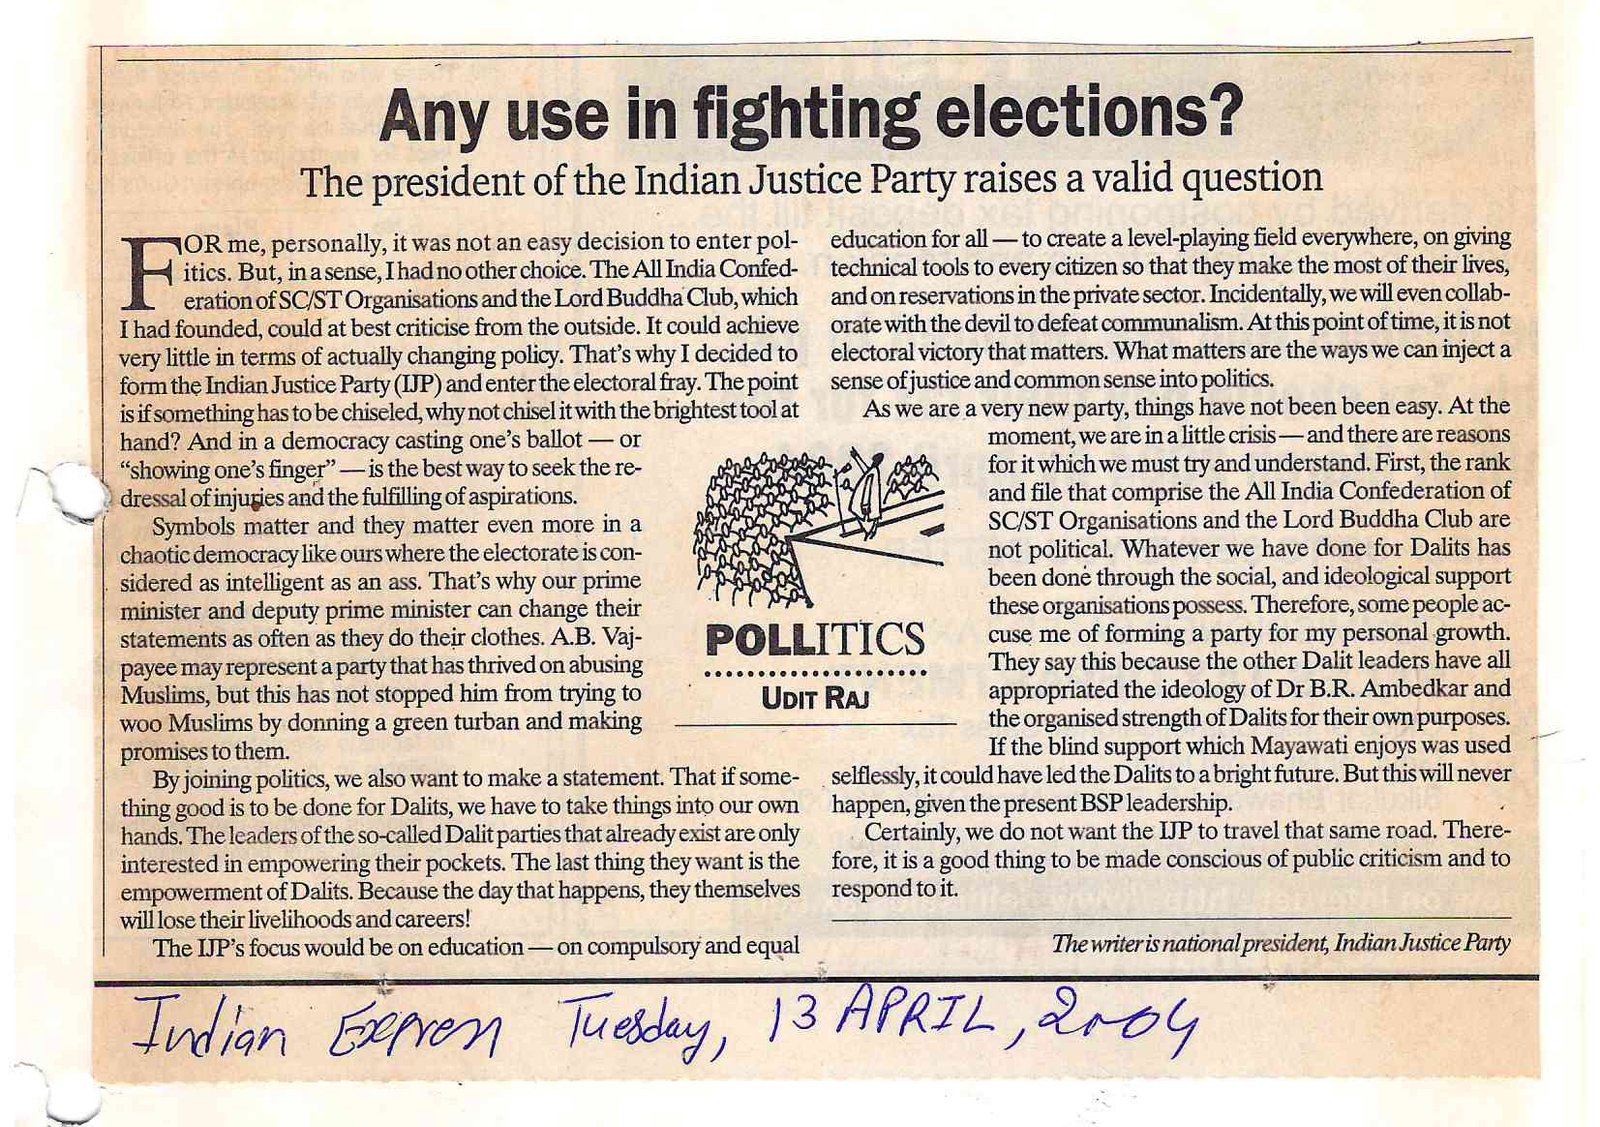 Any use in fighting elections?
The president of the Indian Justice Party raises a valid question
FOR me, personally, it was not an easy decision to enter pol-
itics. But, in a sense, I had no other choice. The All India Confed-
eration of SC/ST Organisations and the Lord Buddha Club, which
I had founded, could at best criticise from the outside. It could achieve
very little in terms of actually changing policy. That's why I decided to
form the Indian Justice Party (IJP) and enter the electoral fray. The point
is if something has to be chiseled, why not chisel it with the brightest tool at
hand? And in a democracy casting one's ballot — or
“showing one's finger” — is the best way to seek the re-
dressal of injuries and the fulfilling of aspirations.
Symbols matter and they matter even more in a
chaotic democracy like ours where the electorate is con-
sidered as intelligent as an ass. That's why our prime
minister and deputy prime minister can change their
statements as often as they do their clothes. A.B. Vaj-
payee may represent a party that has thrived on abusing
Muslims, but this has not stopped him from trying to
woo Muslims by donning a green turban and making
promises to them.
By joining politics, we also want to make a statement. That if some-
thing good is to be done for Dalits, we have to take things into our own
hands. The leaders of the so-called Dalit parties that already exist are only
interested in empowering their pockets. The last thing they want is the
empowerment of Dalits. Because the day that happens, they themselves
will lose their livelihoods and careers!
The IJP's focus would be on education — on compulsory and equal
education for all — to create a level-playing field everywhere, on giving
technical tools to every citizen so that they make the most of their lives,
and on reservations in the private sector. Incidentally, we will even collab-
orate with the devil to defeat communalism. At this point of time, it is not
electoral victory that matters. What matters are the ways we can inject a
sense of justice and common sense into politics.
As we are a very new party, things have not been been easy. At the
moment, we are in a little crisis — and there are reasons
for it which we must try and understand. First, the rank
and file that comprise the All India Confederation of
SC/ST Organisations and the Lord Buddha Club are
not political. Whatever we have done for Dalits has
been done through the social, and ideological support
these organisations possess. Therefore, some people ac-
cuse me of forming a party for my personal growth.
They say this because the other Dalit leaders have all
appropriated the ideology of Dr B.R. Ambedkar and
the organised strength of Dalits for their own purposes.
If the blind support which Mayawati enjoys was used
selflessly, it could have led the Dalits to a bright future. But this will never
happen, given the present BSP leadership.
Certainly, we do not want the IJP to travel that same road. There-
fore, it is a good thing to be made conscious of public criticism and to
respond to it.
The writer is national president, Indian Justice Party
POLLITICS
UDIT RAJ
Indian Express Tuesday, 13 APRIL, 2004